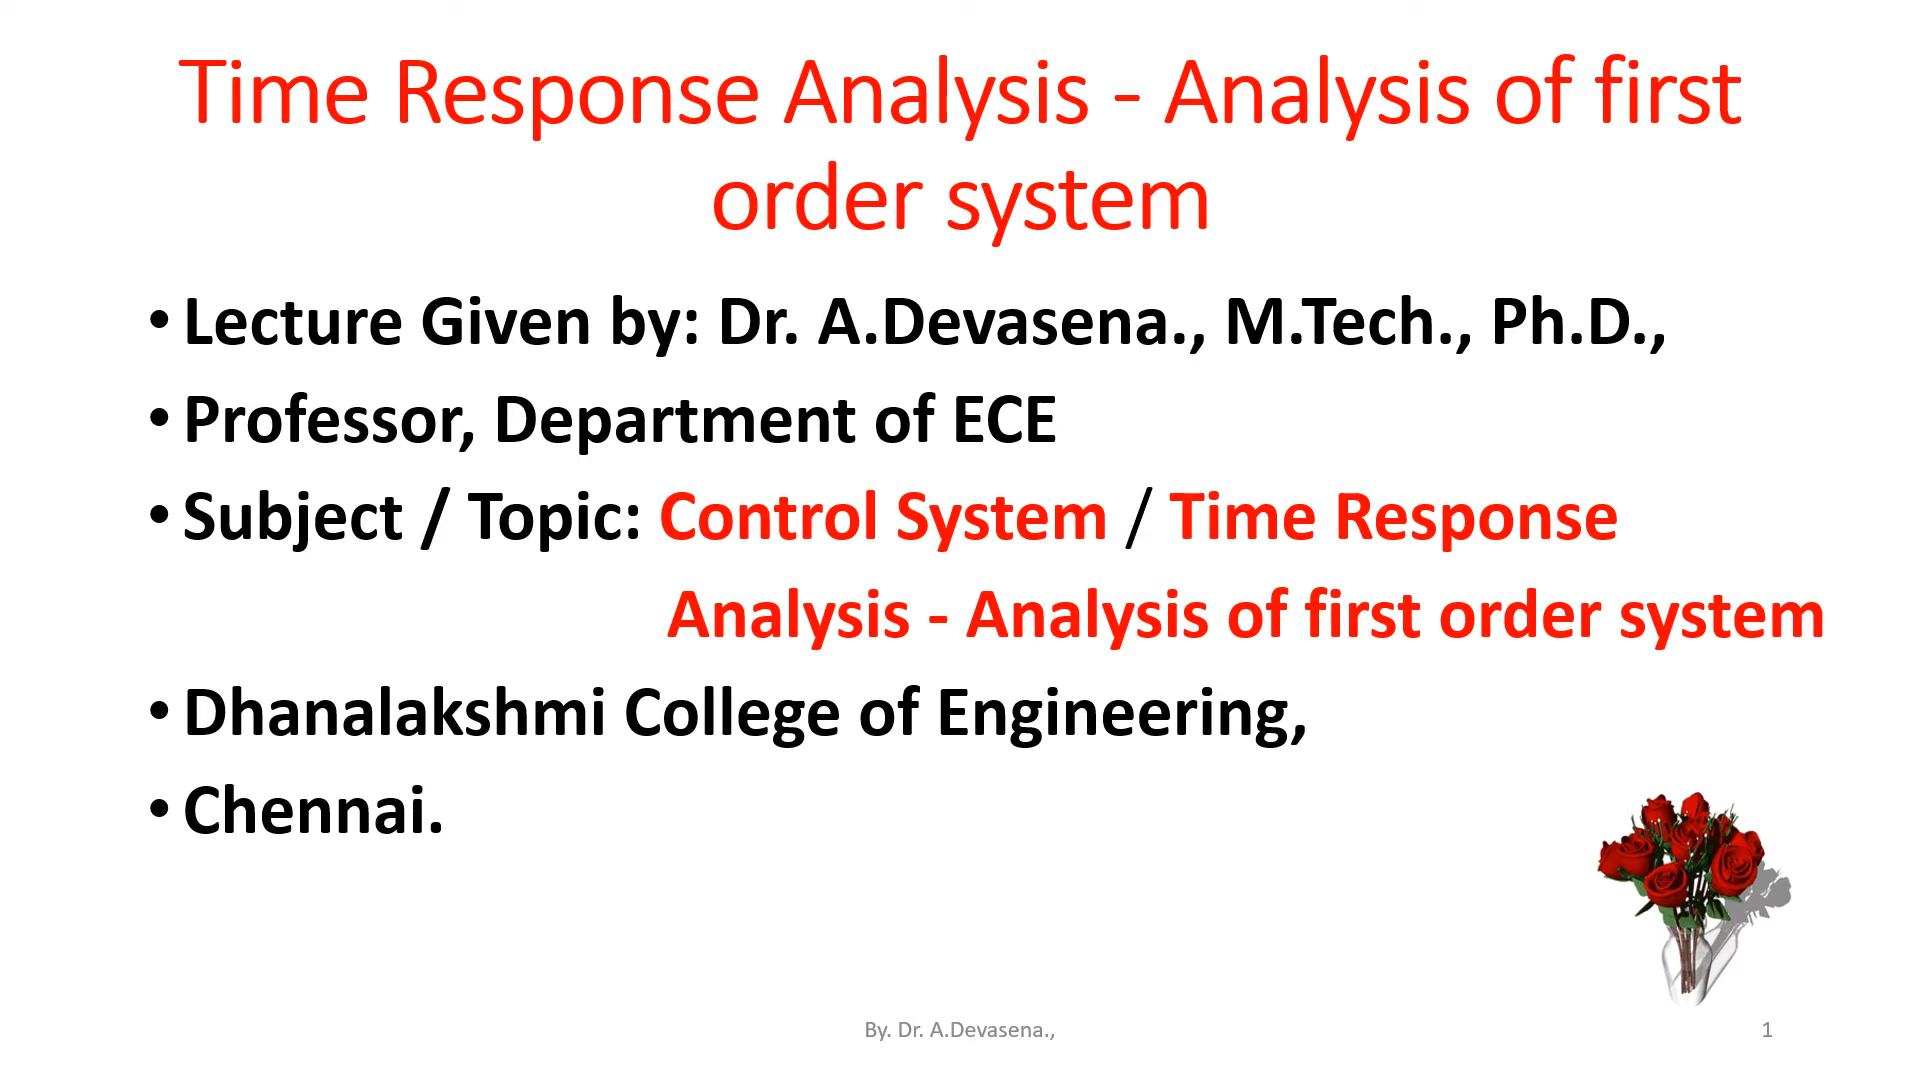 Time Response Analysis - Analysis of first
order system
• Lecture Given by: Dr. A.Devasena., M.Tech., Ph.D.,
• Professor, Department of ECE
• Subject / Topic: Control System / Time Response
Analysis - Analysis of first order system
• Dhanalakshmi College of Engineering,
• Chennai.
By. Dr. A.Devasena.,
1